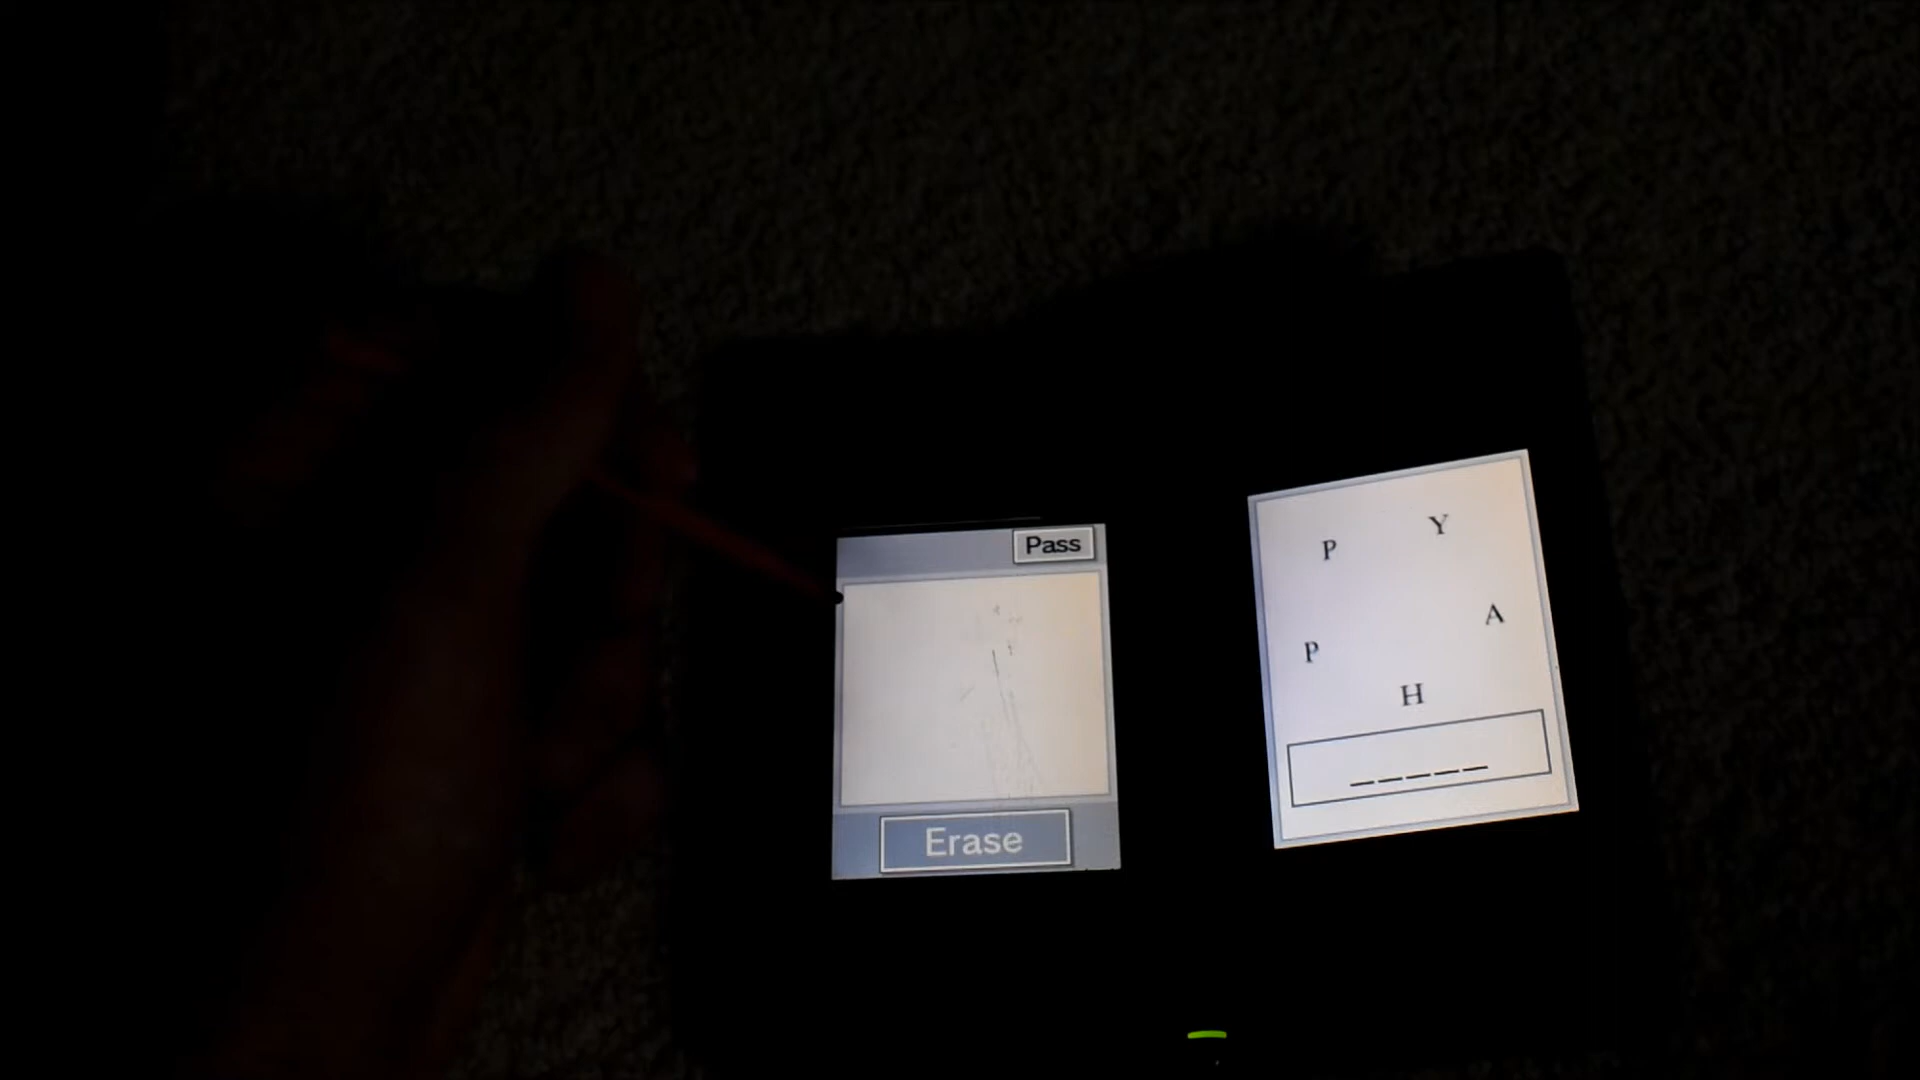 Pass
Erase
P Y
A
P
H
_ _ _ _ _